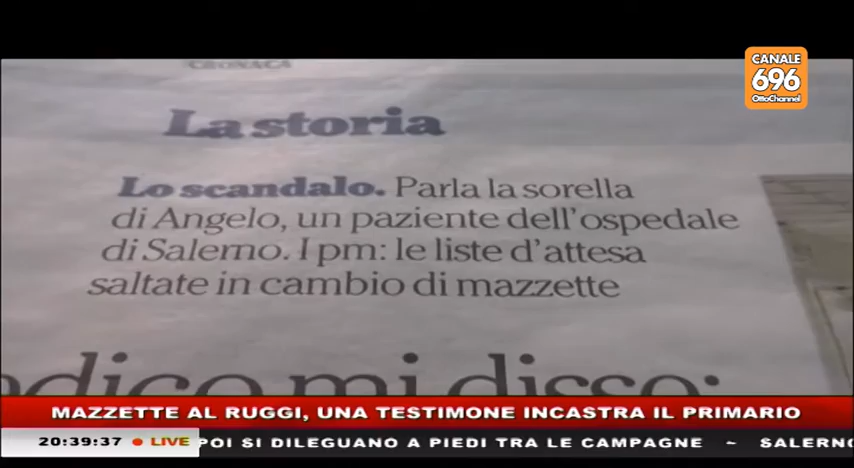 CANALE
696
OttoChannel
CRONACA
La storia
Lo scandalo. Parla la sorella
di Angelo, un paziente dell'ospedale
di Salerno. I pm: le liste d'attesa
saltate in cambio di mazzette
mi disse:
MAZZETTE AL RUGGI, UNA TESTIMONE INCASTRA IL PRIMARIO
20:39:37 LIVE POI SI DILEGUANO A PIEDI TRA LE CAMPAGNE ~ SALERNO